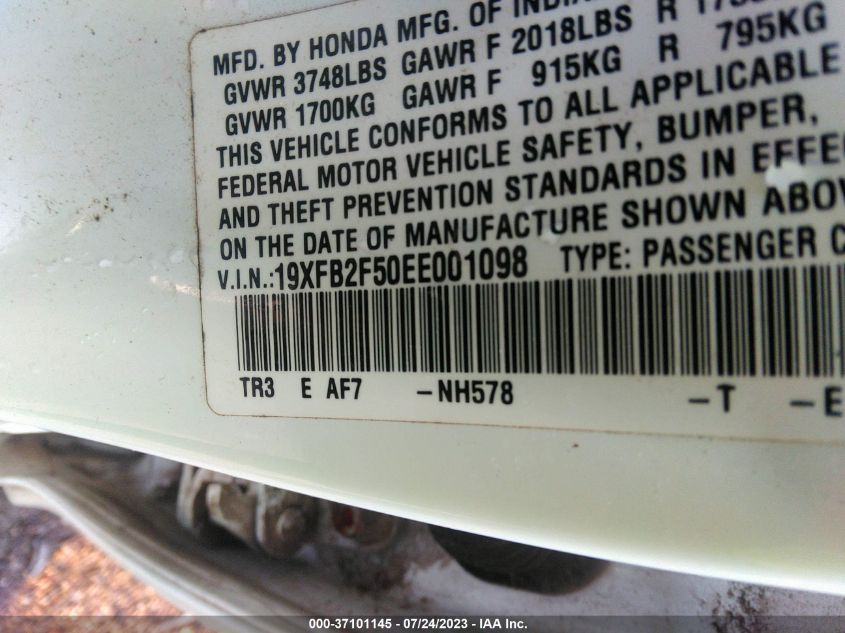 MFD. BY HONDA MFG. OF
GVWR 3748LBS GAWR F 2018LBS R
GVWR 1700KG GAWR F 915KG R 795KG
THIS VEHICLE CONFORMS TO ALL APPLICABLE
FEDERAL MOTOR VEHICLE SAFETY, BUMPER,
AND THEFT PREVENTION STANDARDS IN
ON THE DATE OF MANUFACTURE SHOWN
V.I.N.:19XFB2F50EE001098 TYPE: PASSENGER
TR3 E AF7 -NH578 -T -E
000-37101145 - 07/24/2023 - IAA Inc.